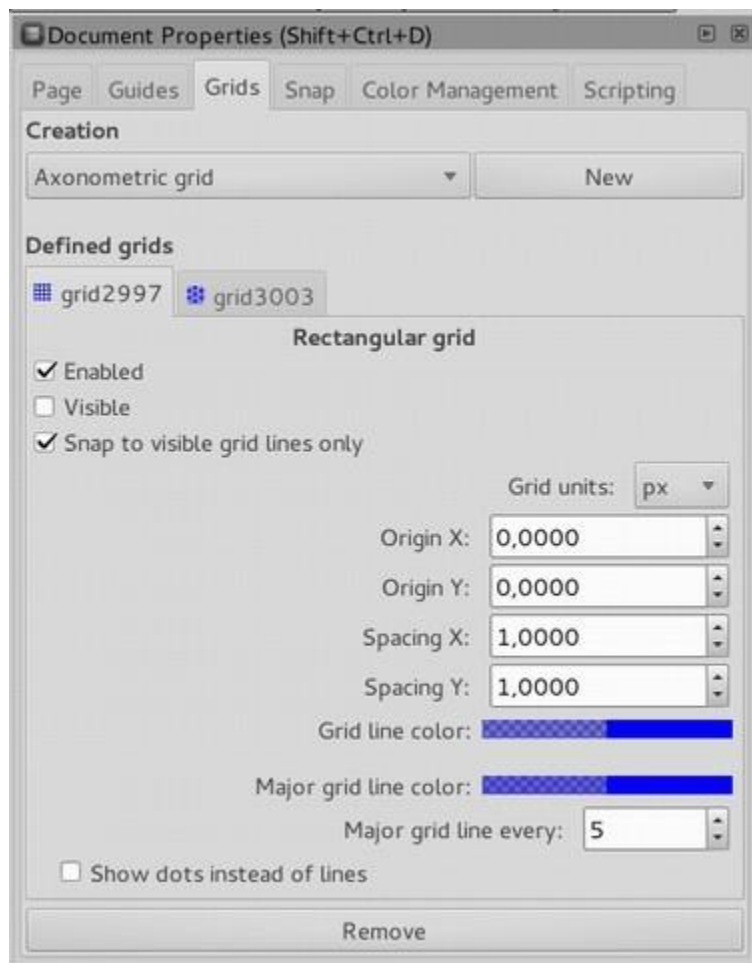 Document Properties (Shift+Ctrl+D)
Page Guides Grids Snap Color Management Scripting
Creation
Axonometric grid New
Defined grids
grid2997 grid3003
Rectangular grid
Enabled
Visible
Snap to visible grid lines only
Grid units: px
Origin X: 0,0000
Origin Y: 0,0000
Spacing X: 1,0000
Spacing Y: 1,0000
Grid line color:
Major grid line color:
Major grid line every: 5
Show dots instead of lines
Remove